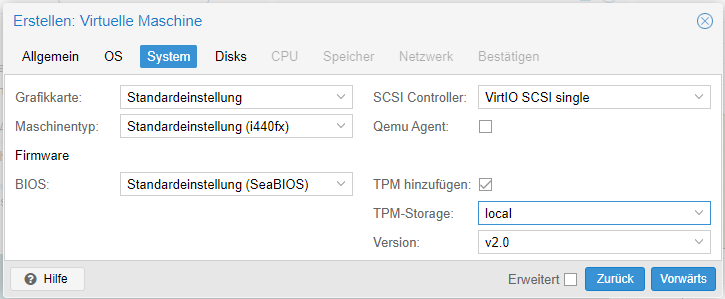 Erstellen: Virtuelle Maschine
Allgemein OS System Disks CPU Speicher Netzwerk Bestätigen
Grafikkarte: Standardeinstellung SCSI Controller: VirtIO SCSI single
Maschinentyp: Standardeinstellung (i440fx) Qemu Agent:
Firmware
BIOS: Standardeinstellung (SeaBIOS) TPM hinzufügen:
TPM-Storage: local
Version: v2.0
Hilfe Erweitert Zurück Vorwärts